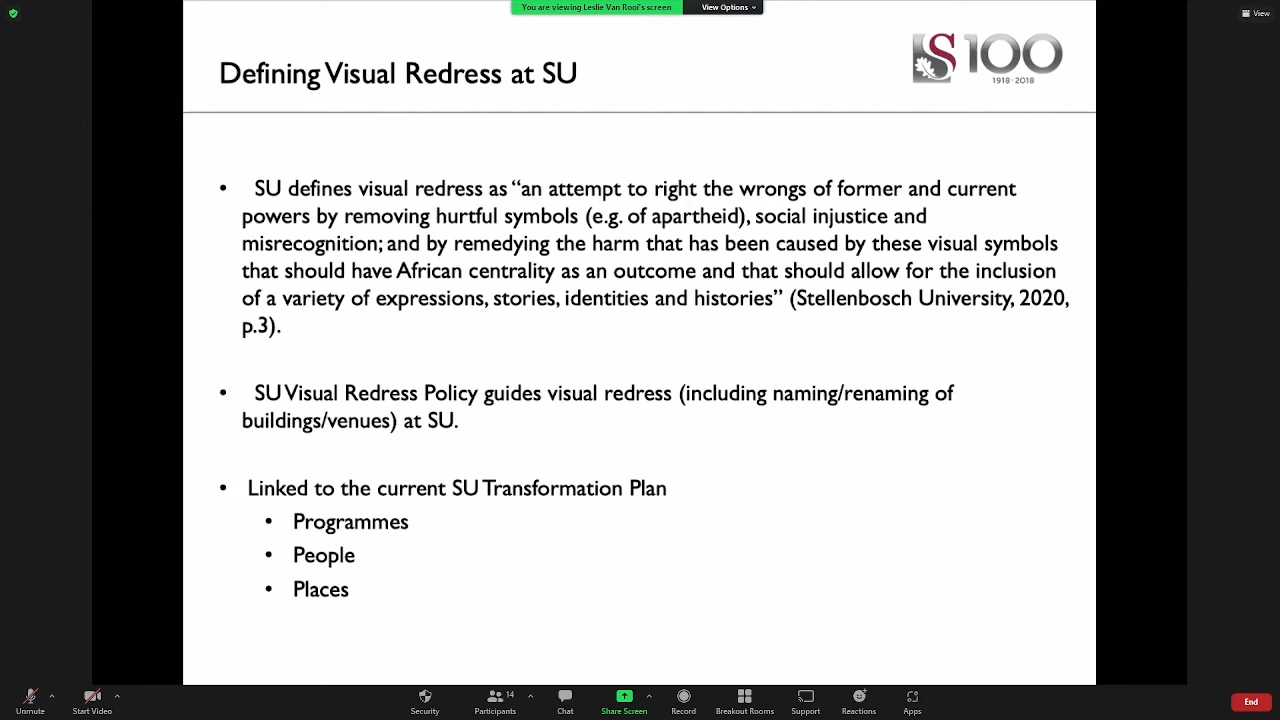 You are viewing Leslie Van Rooi's screen
View Options
View
Defining Visual Redress at SU
S100
1918 · 2018
• SU defines visual redress as “an attempt to right the wrongs of former and current
powers by removing hurtful symbols (e.g. of apartheid), social injustice and
misrecognition; and by remedying the harm that has been caused by these visual symbols
that should have African centrality as an outcome and that should allow for the inclusion
of a variety of expressions, stories, identities and histories” (Stellenbosch University, 2020,
p.3).
• SU Visual Redress Policy guides visual redress (including naming/renaming of
buildings/venues) at SU.
• Linked to the current SU Transformation Plan
• Programmes
• People
• Places
Unmute
Start Video
Security
Participants
14
Chat
Share Screen
Record
Breakout Rooms
Support
Reactions
Apps
End